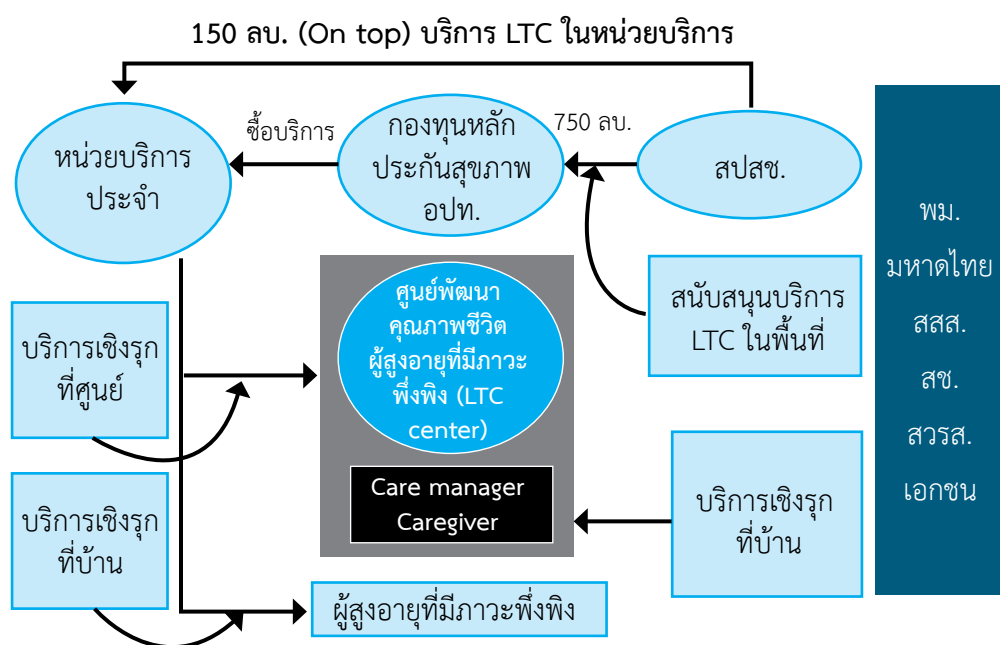 150 ลบ. (On top) บริการ LTC ในหน่วยบริการ
หน่วยบริการ
ประจำ
ซื้อบริการ
กองทุนหลัก
ประกันสุขภาพ
อปท.
750 ลบ.
สปสช.
พม.
มหาดไทย
สสส.
สช.
สวรส.
เอกชน
สนับสนุนบริการ
LTC ในพื้นที่
บริการเชิงรุก
ที่ศูนย์
ศูนย์พัฒนา
คุณภาพชีวิต
ผู้สูงอายุที่มีภาวะ
พึ่งพิง (LTC
center)
Care manager
Caregiver
บริการเชิงรุก
ที่บ้าน
บริการเชิงรุก
ที่บ้าน
ผู้สูงอายุที่มีภาวะพึ่งพิง